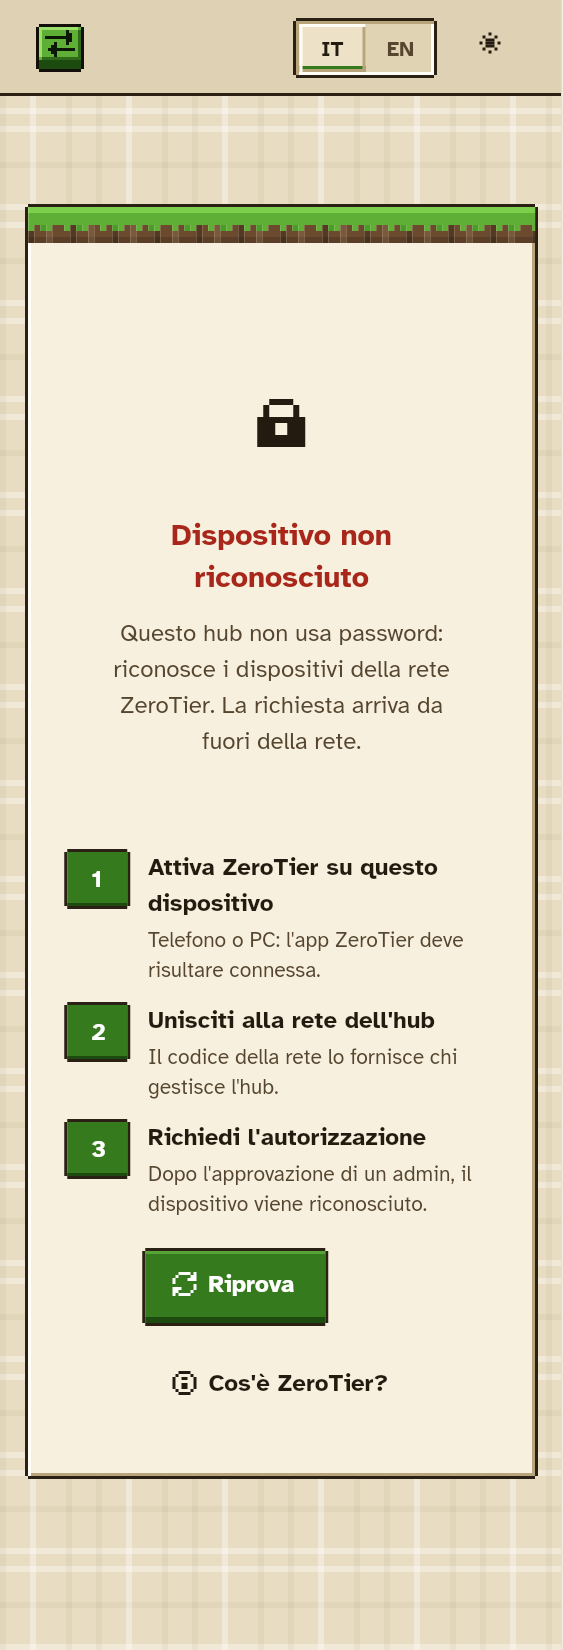 IT EN
Dispositivo non
riconosciuto
Questo hub non usa password:
riconosce i dispositivi della rete
ZeroTier. La richiesta arriva da
fuori della rete.
1 Attiva ZeroTier su questo
dispositivo
Telefono o PC: l'app ZeroTier deve
risultare connessa.
2 Unisciti alla rete dell'hub
Il codice della rete lo fornisce chi
gestisce l'hub.
3 Richiedi l'autorizzazione
Dopo l'approvazione di un admin, il
dispositivo viene riconosciuto.
Riprova
Cos'è ZeroTier?